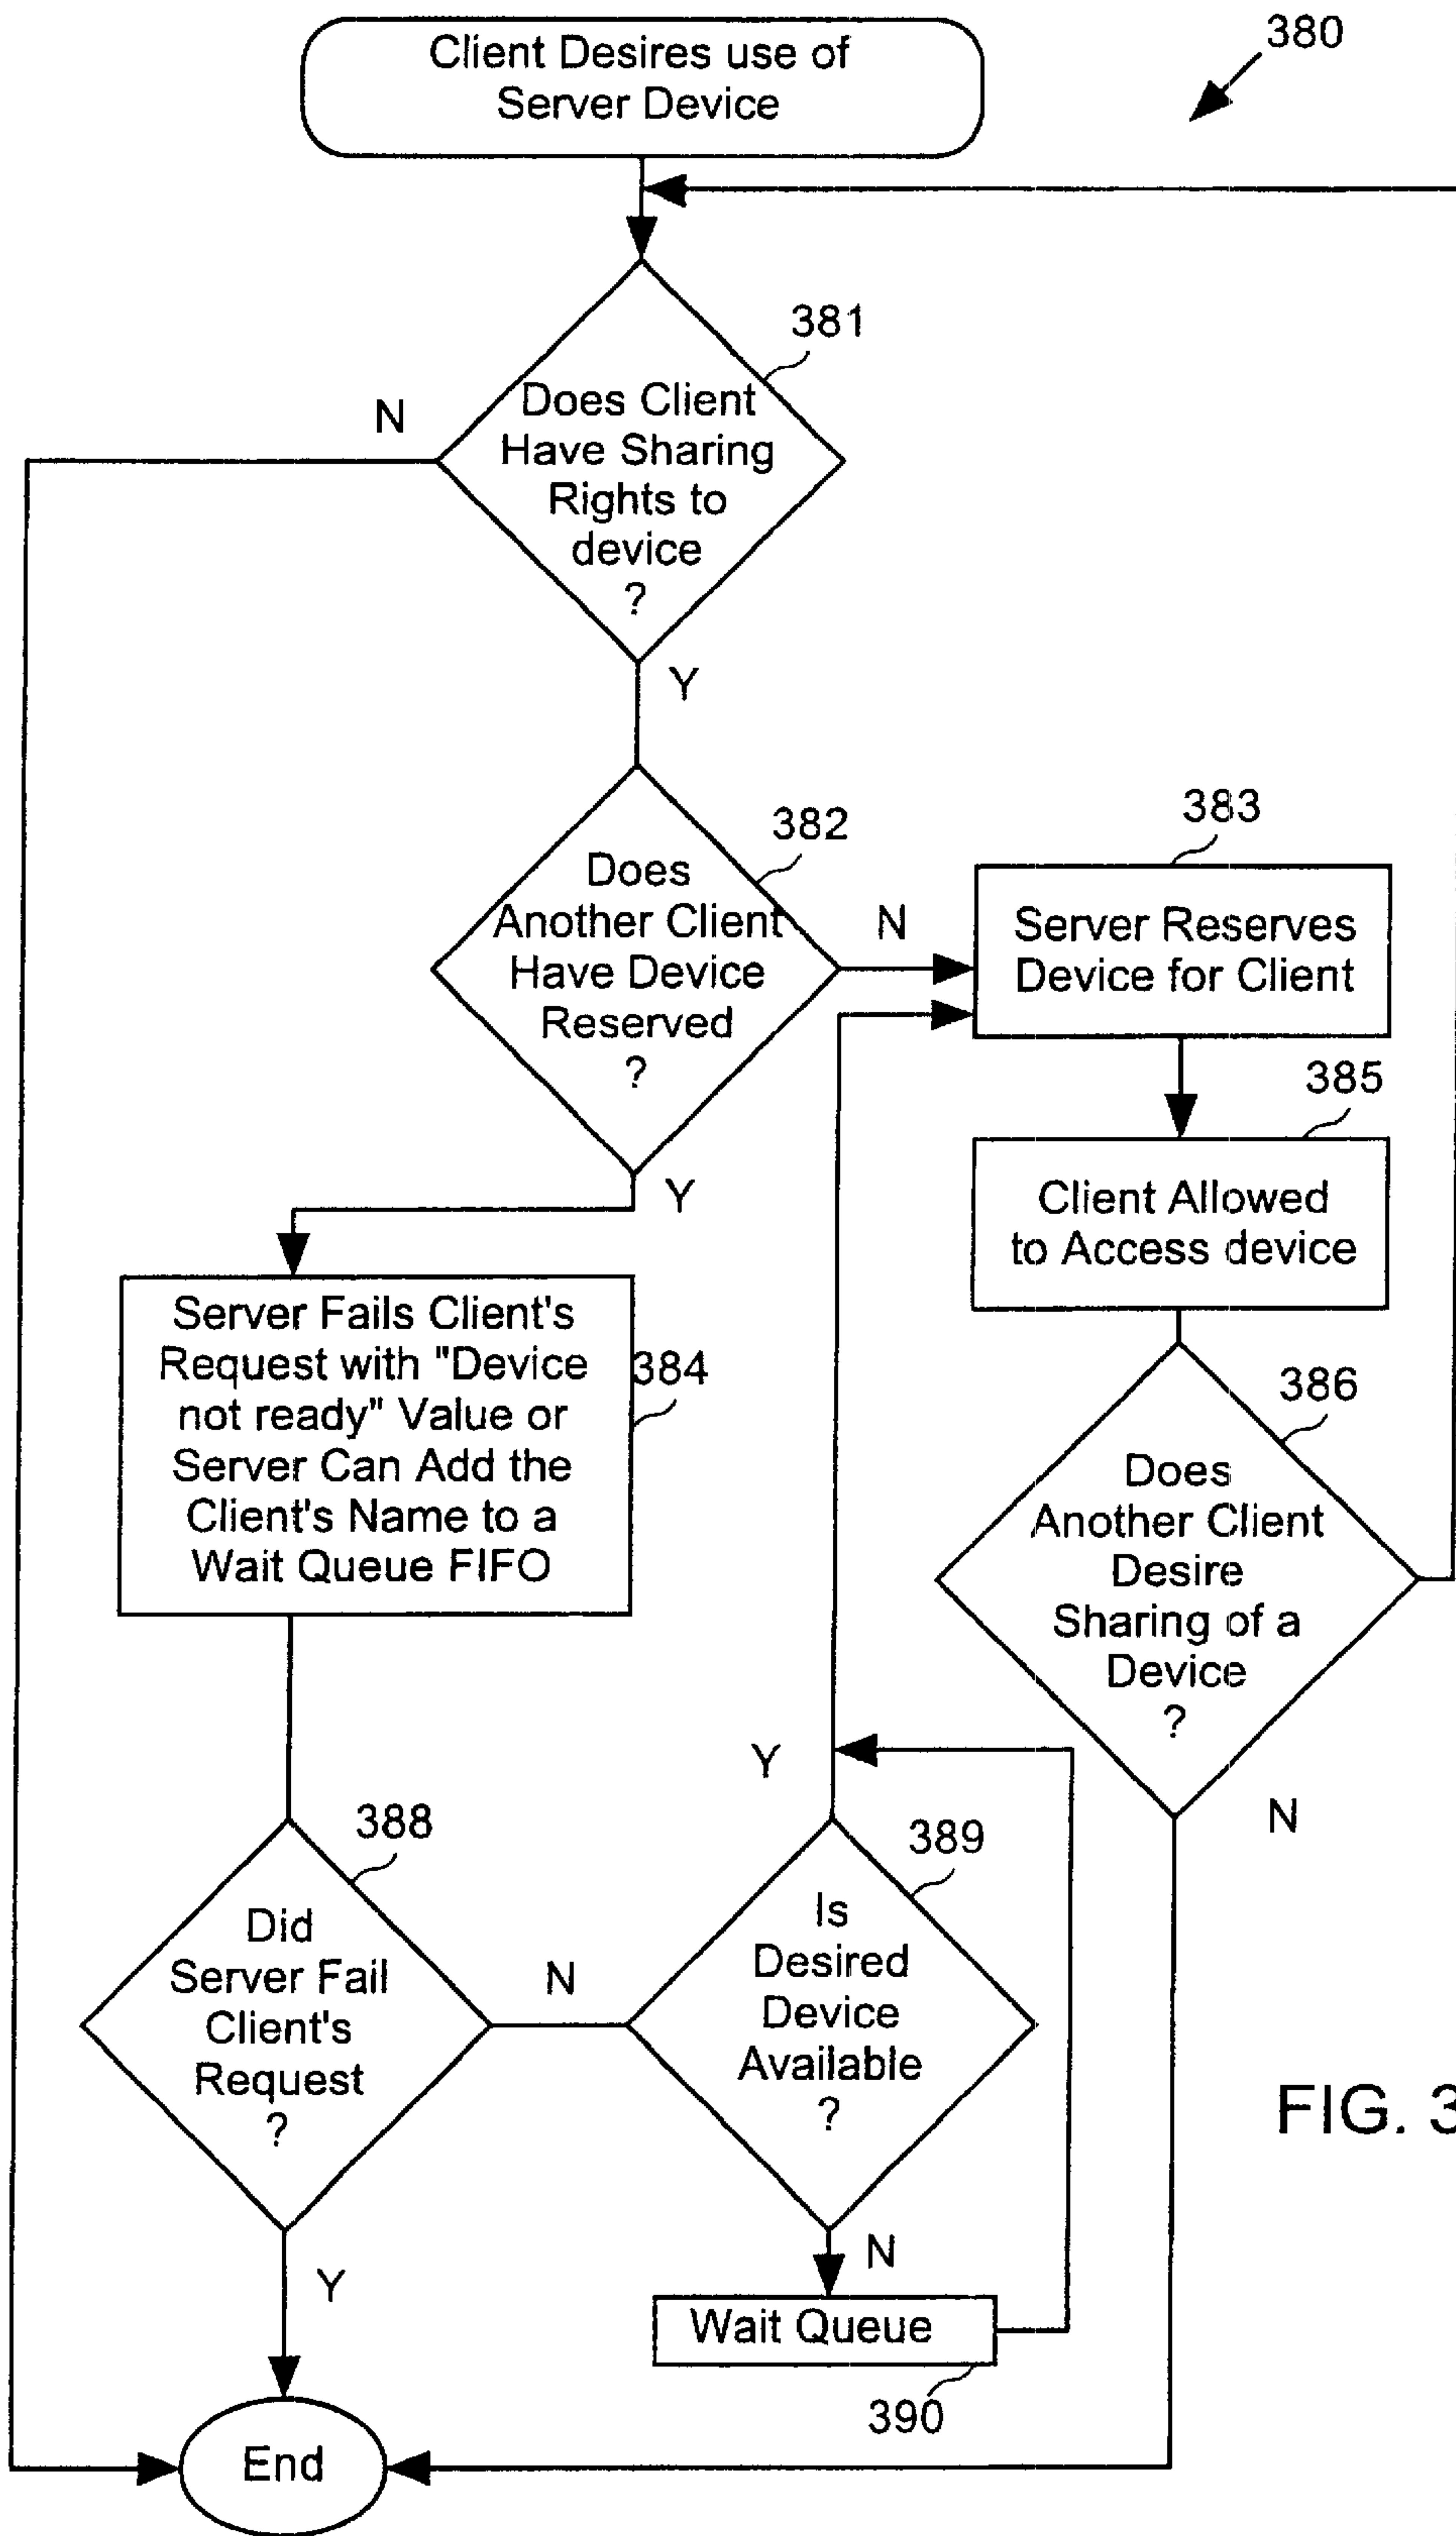 Client Desires use of
Server Device
380
381
N
Does Client
Have Sharing
Rights to
device
?
Y
382
Does
Another Client
Have Device
Reserved
?
N
383
Server Reserves
Device for Client
385
Client Allowed
to Access device
Y
Server Fails Client's
Request with "Device
not ready" Value or
Server Can Add the
Client's Name to a
Wait Queue FIFO
384
386
Does
Another Client
Desire
Sharing of a
Device
?
N
Y
388
Did
Server Fail
Client's
Request
?
N
389
Is
Desired
Device
Available
?
FIG. 3
Y
N
Wait Queue
390
End